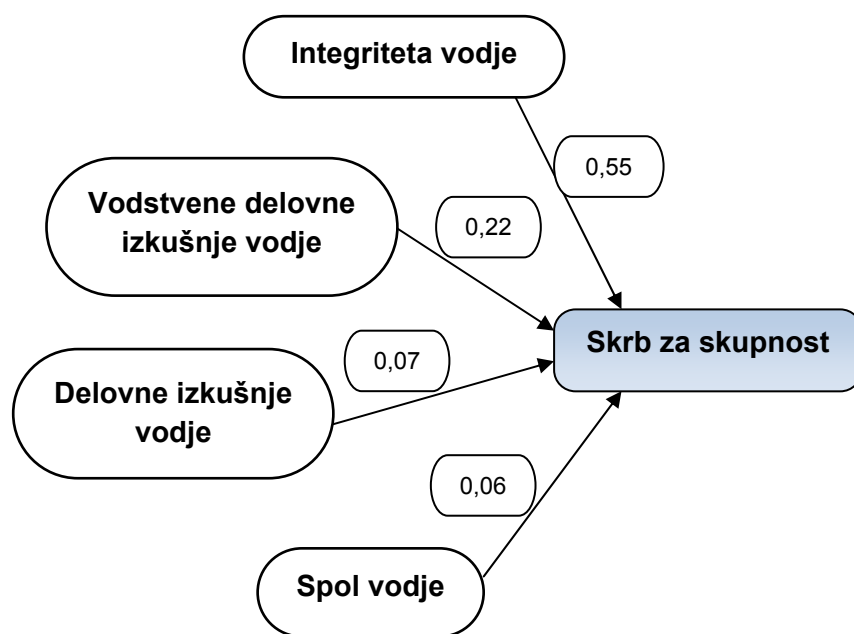 Integriteta vodje
0,55
Vodstvene delovne
izkušnje vodje
0,22
Skrb za skupnost
0,07
Delovne izkušnje
vodje
0,06
Spol vodje